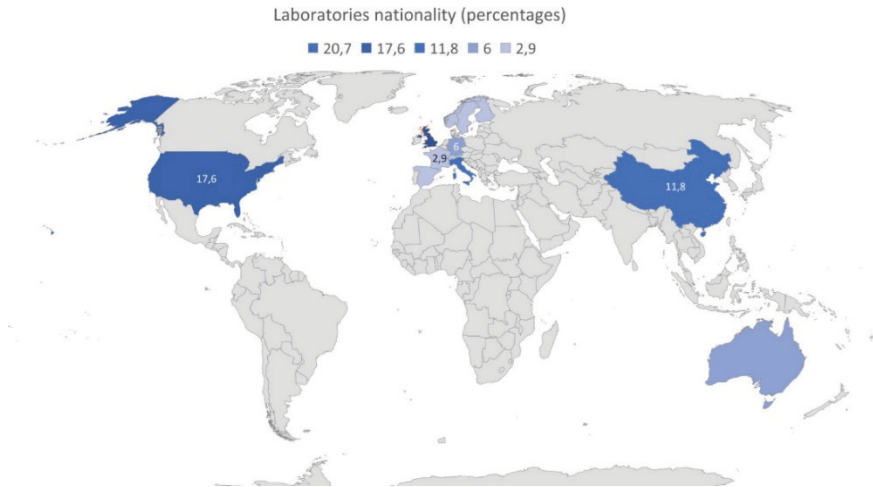 Laboratories nationality (percentages)
20,7 17,6 11,8 6 2,9
6
2,9
17,6
11,8